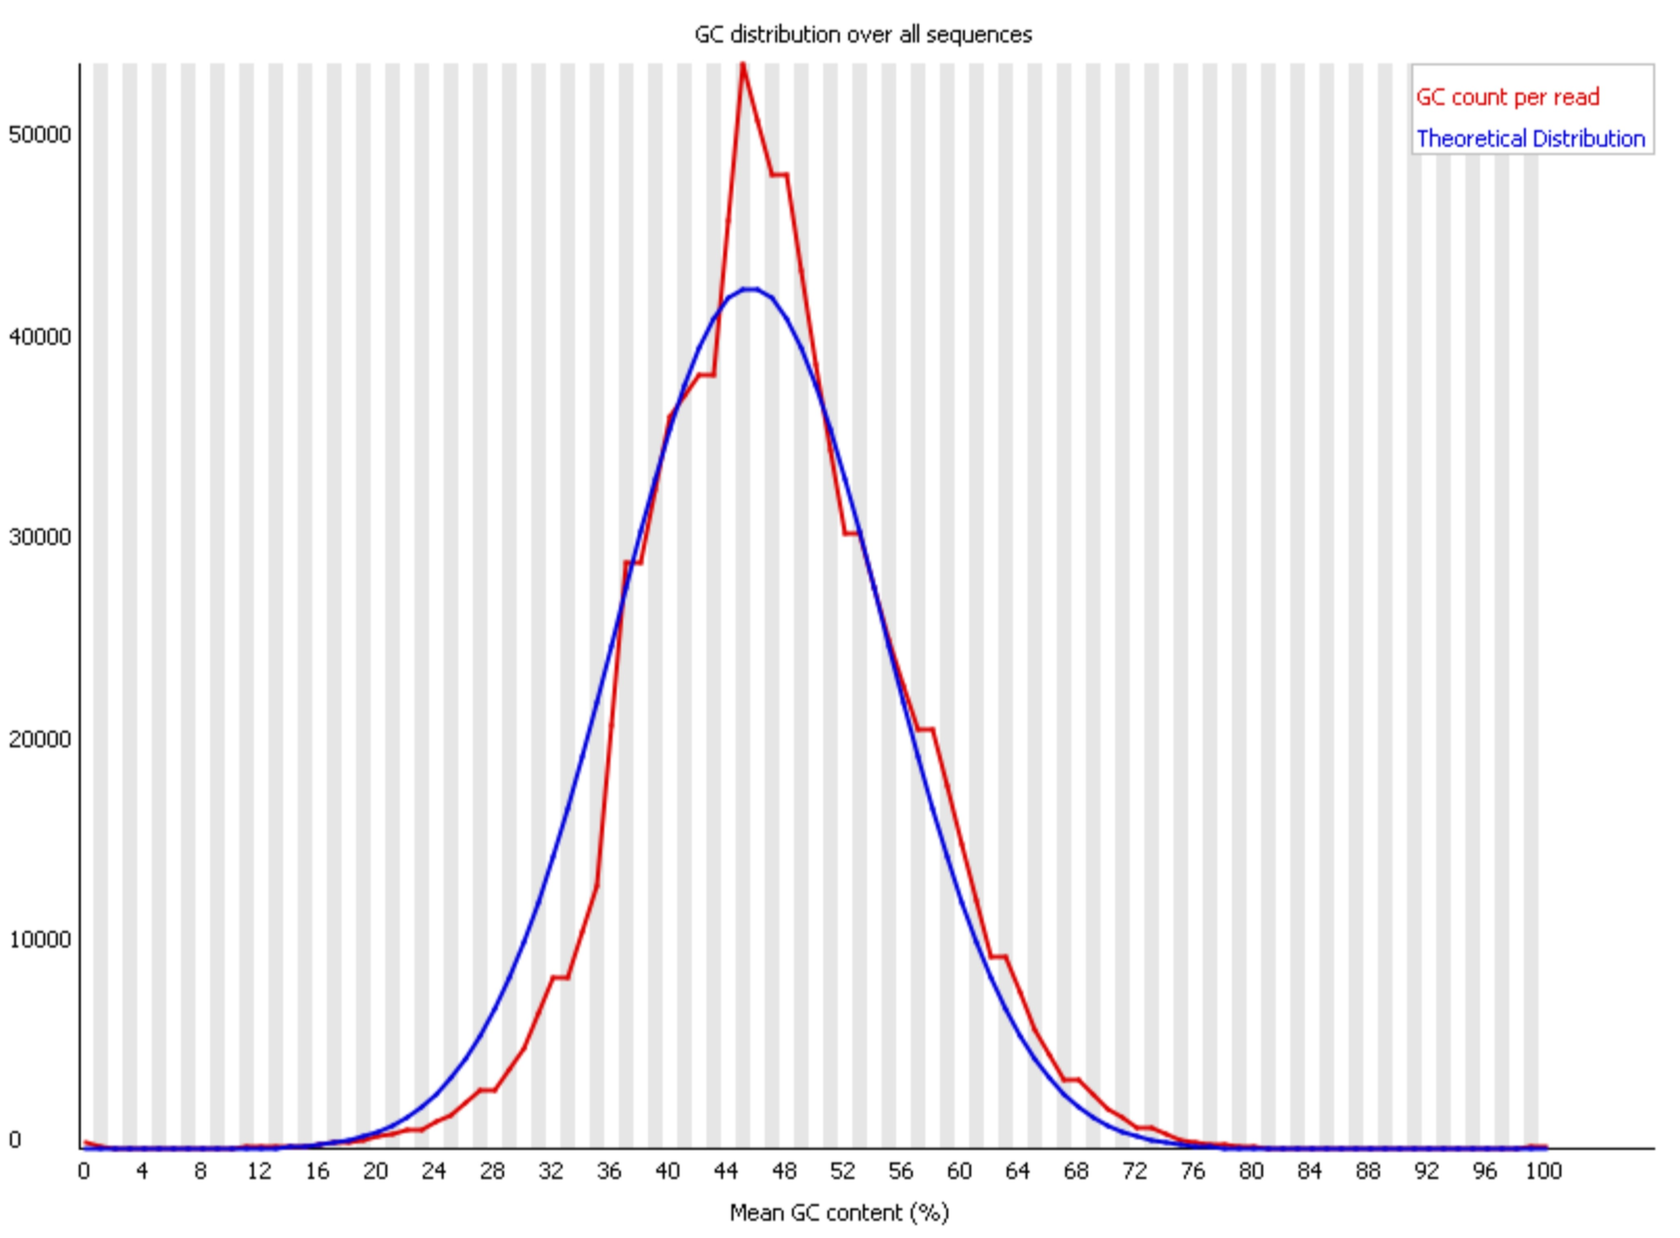 GC distribution over all sequences
GC count per read
Theoretical Distribution
50000
40000
30000
20000
10000
0
0 4 8 12 16 20 24 28 32 36 40 44 48 52 56 60 64 68 72 76 80 84 88 92 96 100
Mean GC content (%)